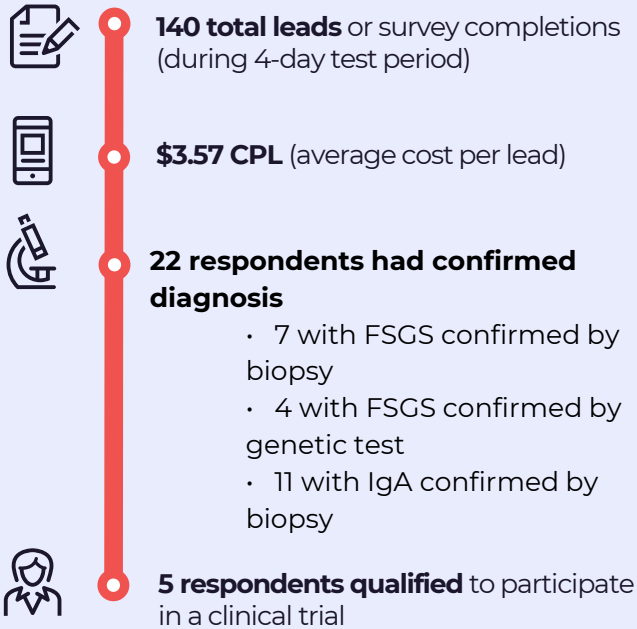 140 total leads or survey completions
(during 4-day test period)
$3.57 CPL (average cost per lead)
22 respondents had confirmed
diagnosis
• 7 with FSGS confirmed by
biopsy
• 4 with FSGS confirmed by
genetic test
• 11 with IgA confirmed by
biopsy
5 respondents qualified to participate
in a clinical trial